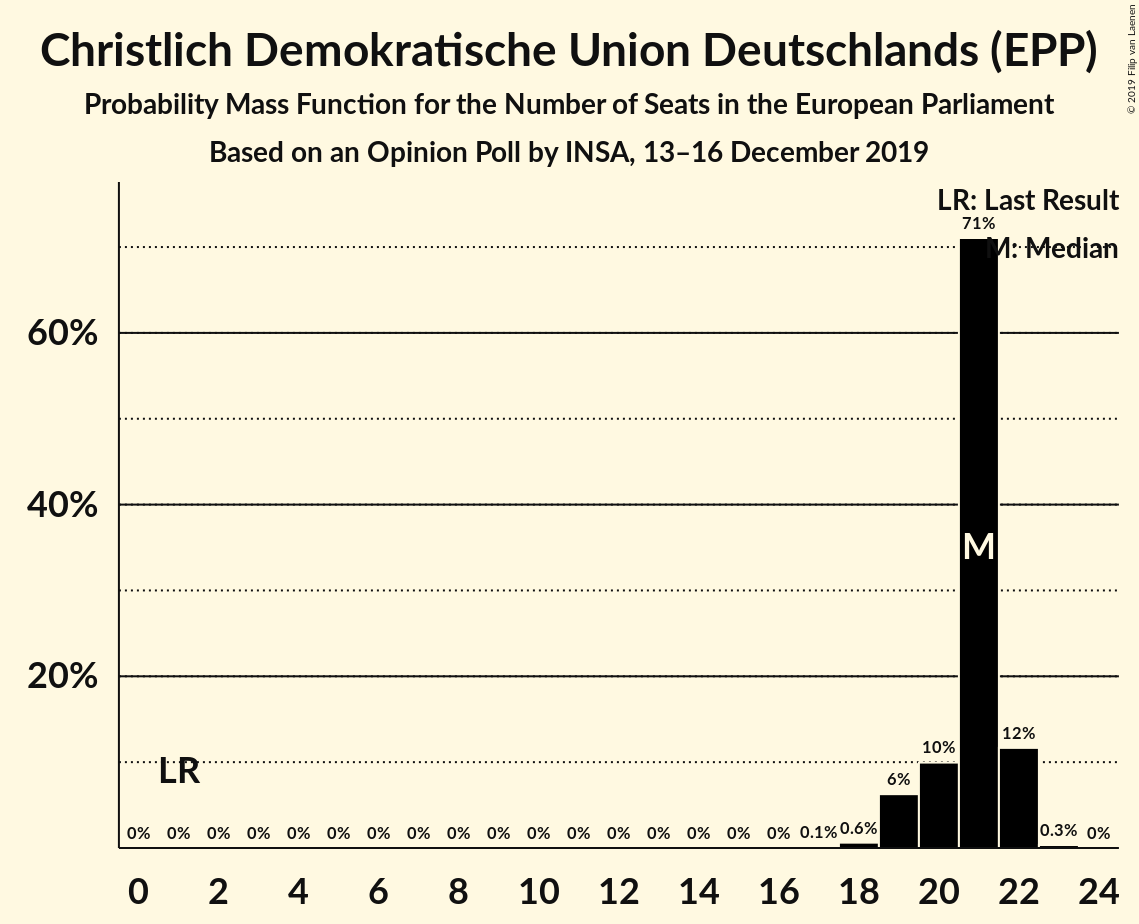 Christlich Demokratische Union Deutschlands (EPP)
Probability Mass Function for the Number of Seats in the European Parliament
Based on an Opinion Poll by INSA, 13–16 December 2019
© 2019 Filip van Laenen
LR: Last Result
71%
M: Median
60%
40%
M
20%
12%
10%
LR
6%
0% 0% 0% 0% 0% 0% 0% 0% 0% 0% 0% 0% 0% 0% 0% 0% 0% 0.1% 0.6% 0.3% 0%
0 2 4 6 8 10 12 14 16 18 20 22 24